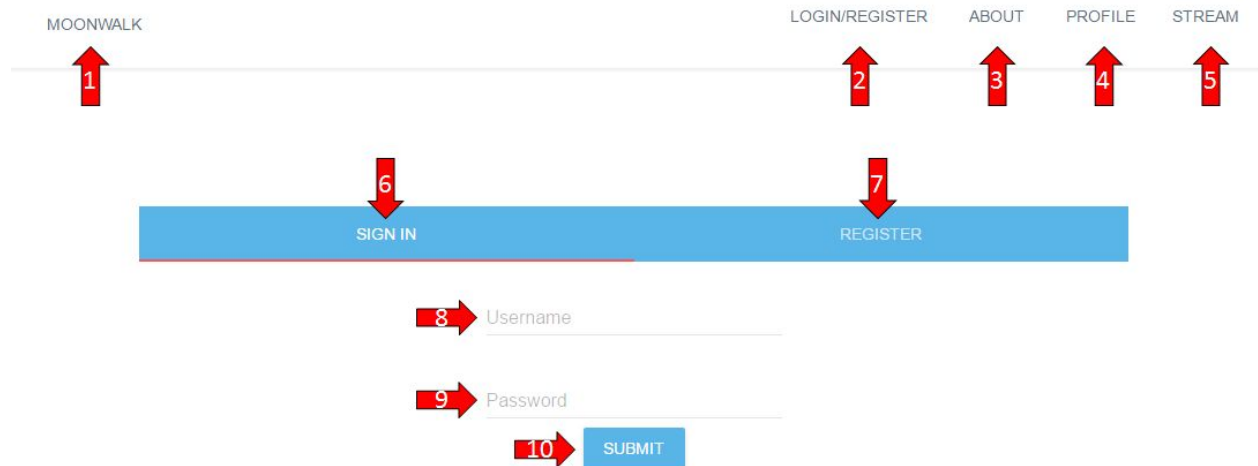 MOONWALK LOGIN/REGISTER ABOUT PROFILE STREAM
1 2 3 4 5
6 7
SIGN IN REGISTER
8 Username
9 Password
10 SUBMIT